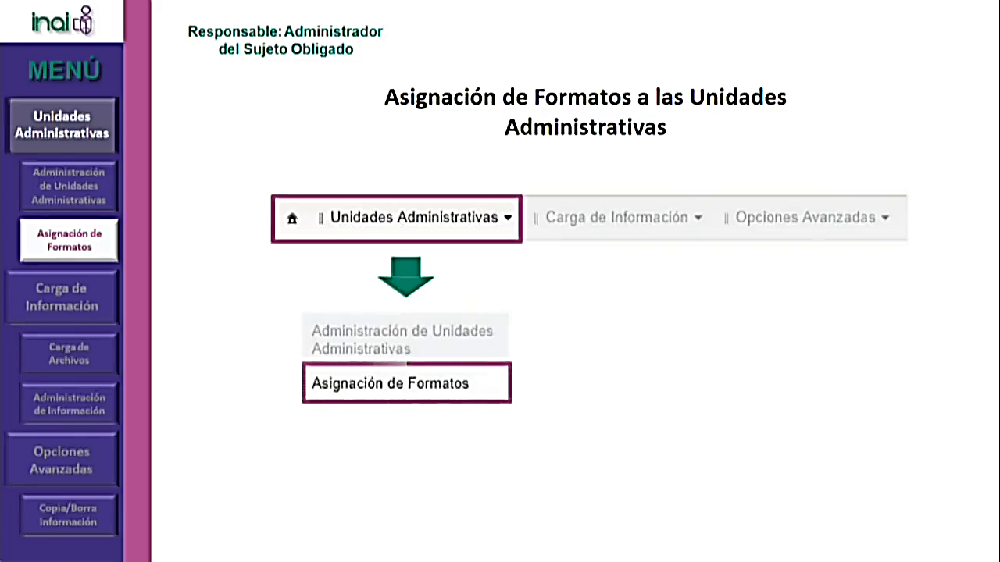 inai
MENÚ
Unidades
Administrativas
Administración
de Unidades
Administrativas
Asignación de
Formatos
Carga de
Información
Carga de
Archivos
Administración
de Información
Opciones
Avanzadas
Copia/Borra
Información
Responsable: Administrador
del Sujeto Obligado
Asignación de Formatos a las Unidades
Administrativas
Unidades Administrativas
Carga de Información
Opciones Avanzadas
Administración de Unidades
Administrativas
Asignación de Formatos